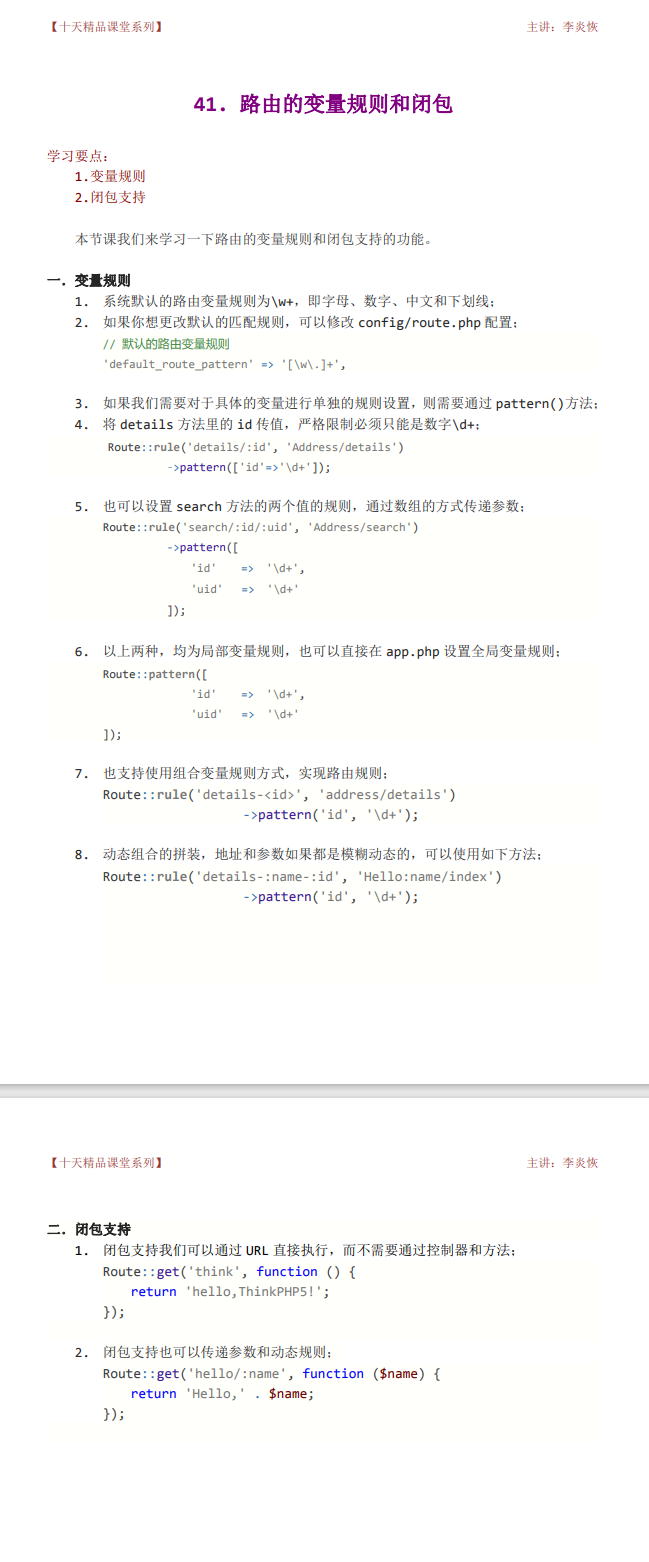 【十天精品课堂系列】 主讲：李炎恢
41．路由的变量规则和闭包
学习要点：
1.变量规则
2.闭包支持
本节课我们来学习一下路由的变量规则和闭包支持的功能。
一．变量规则
1. 系统默认的路由变量规则为\w+，即字母、数字、中文和下划线；
2. 如果你想更改默认的匹配规则，可以修改 config/route.php 配置；
// 默认的路由变量规则
'default_route_pattern' => '[\w\.]+',
3. 如果我们需要对于具体的变量进行单独的规则设置，则需要通过 pattern()方法；
4. 将 details 方法里的 id 传值，严格限制必须只能是数字\d+；
Route::rule('details/:id', 'Address/details')
->pattern(['id'=>'\d+']);
5. 也可以设置 search 方法的两个值的规则，通过数组的方式传递参数；
Route::rule('search/:id/:uid', 'Address/search')
->pattern([
'id' => '\d+',
'uid' => '\d+'
]);
6. 以上两种，均为局部变量规则，也可以直接在 app.php 设置全局变量规则；
Route::pattern([
'id' => '\d+',
'uid' => '\d+'
]);
7. 也支持使用组合变量规则方式，实现路由规则；
Route::rule('details-<id>', 'address/details')
->pattern('id', '\d+');
8. 动态组合的拼装，地址和参数如果都是模糊动态的，可以使用如下方法；
Route::rule('details-:name-:id', 'Hello:name/index')
->pattern('id', '\d+');
【十天精品课堂系列】 主讲：李炎恢
二．闭包支持
1. 闭包支持我们可以通过 URL 直接执行，而不需要通过控制器和方法；
Route::get('think', function () {
return 'hello,ThinkPHP5!';
});
2. 闭包支持也可以传递参数和动态规则；
Route::get('hello/:name', function ($name) {
return 'Hello,' . $name;
});